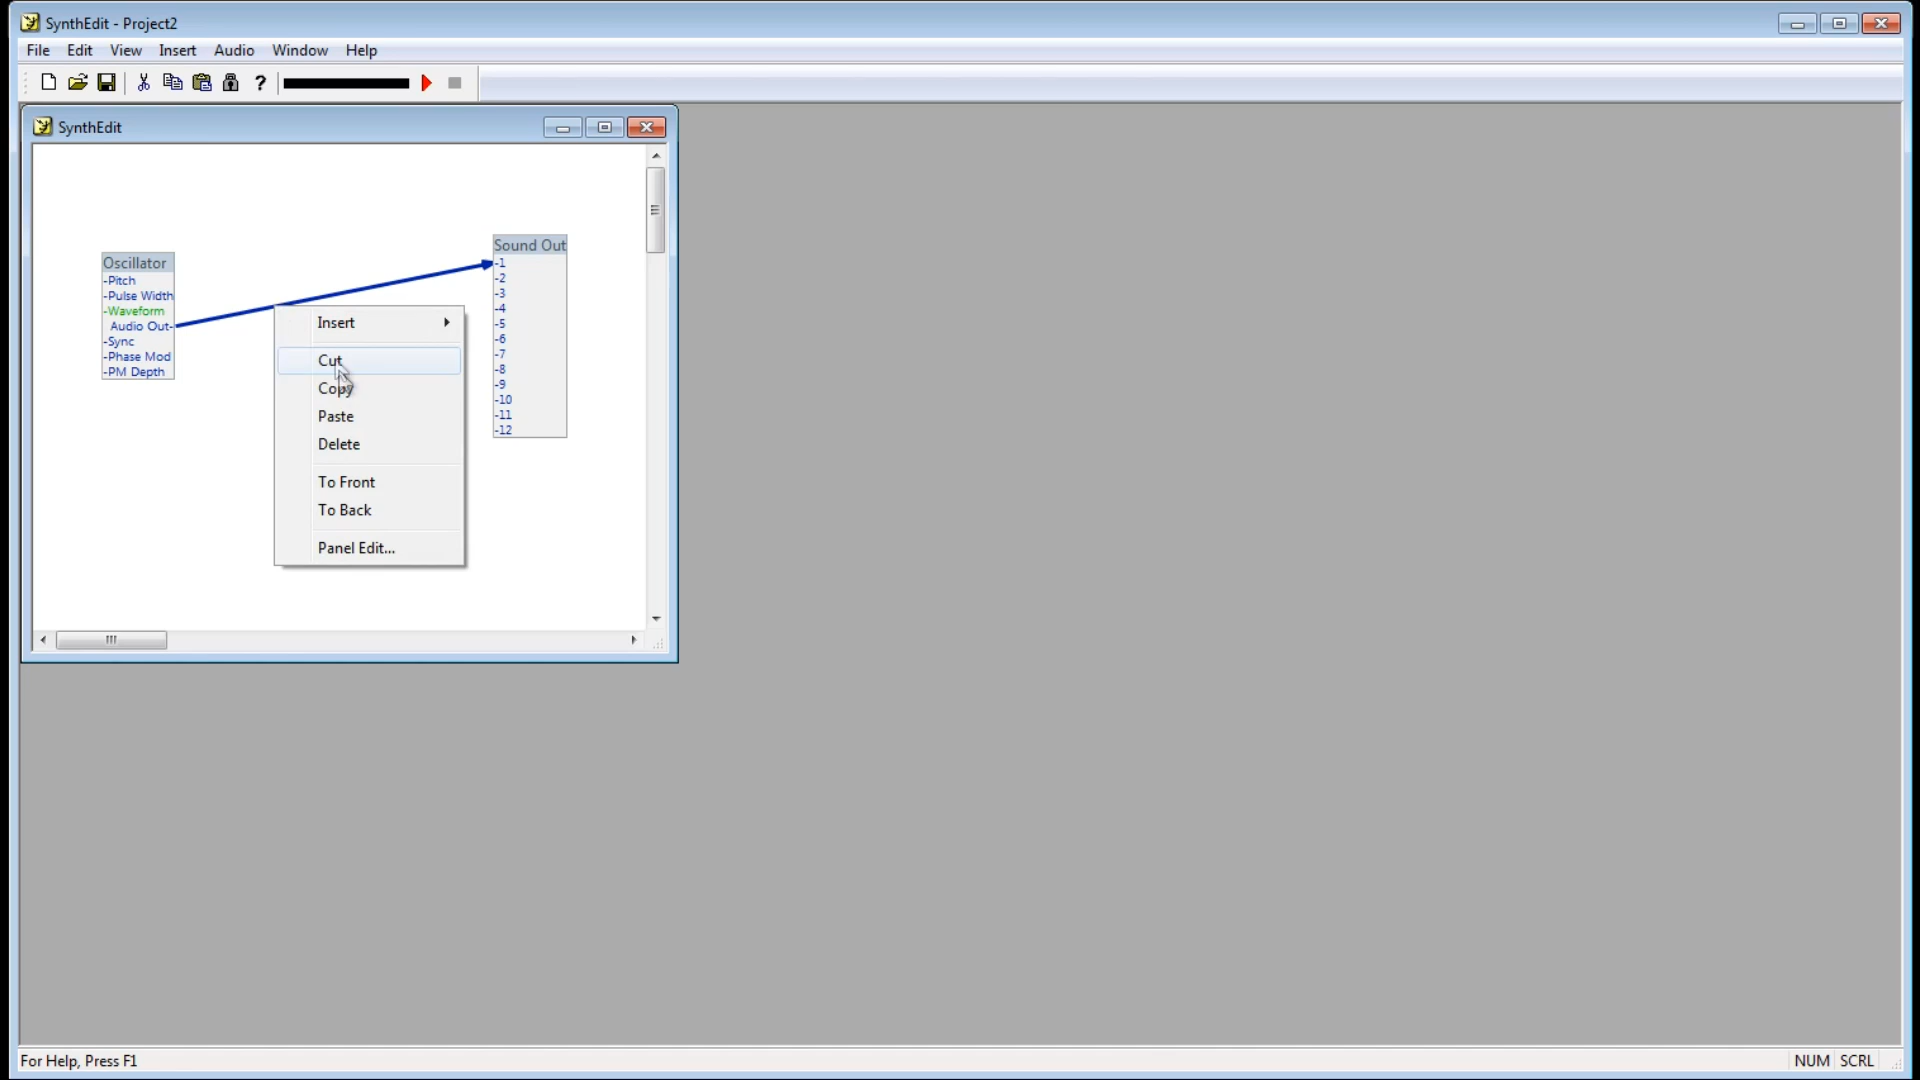 SynthEdit - Project2
File Edit View Insert Audio Window Help
?
SynthEdit
Oscillator
-Pitch
-Pulse Width
-Waveform
Audio Out-
-Sync
-Phase Mod
-PM Depth
Sound Out
-1
-2
-3
-4
-5
-6
-7
-8
-9
-10
-11
-12
Insert
Cut
Copy
Paste
Delete
To Front
To Back
Panel Edit...
For Help, Press F1
NUM SCRL